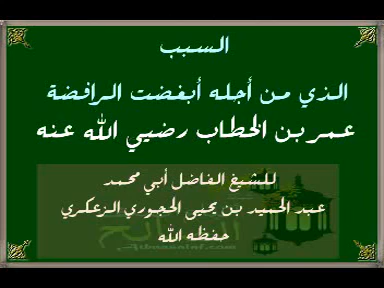 السبب
الذي من أجله أبغضت الرافضة
عمر بن الخطاب رضيي الله عنه
للشيخ الفاضل أبي محمد
عبد الحميد بن يحيى الحجوري الزعكري
حفظه الله